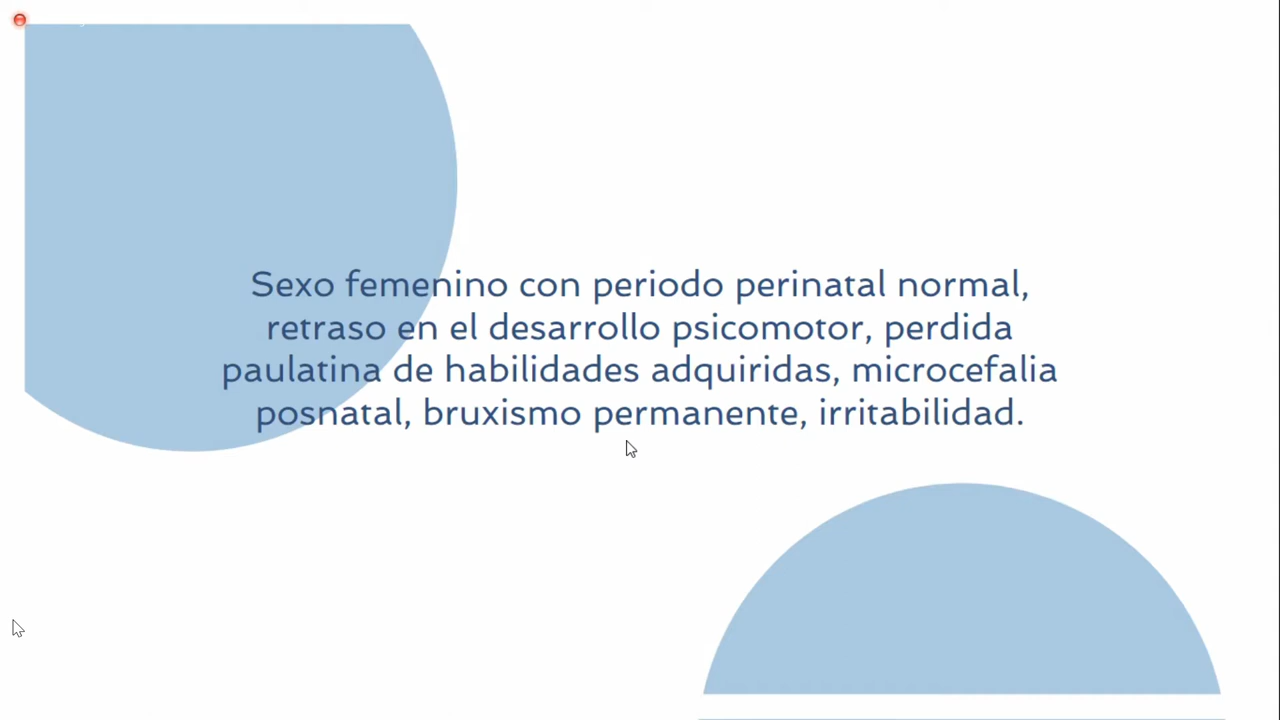 Sexo femenino con periodo perinatal normal,
retraso en el desarrollo psicomotor, perdida
paulatina de habilidades adquiridas, microcefalia
posnatal, bruxismo permanente, irritabilidad.